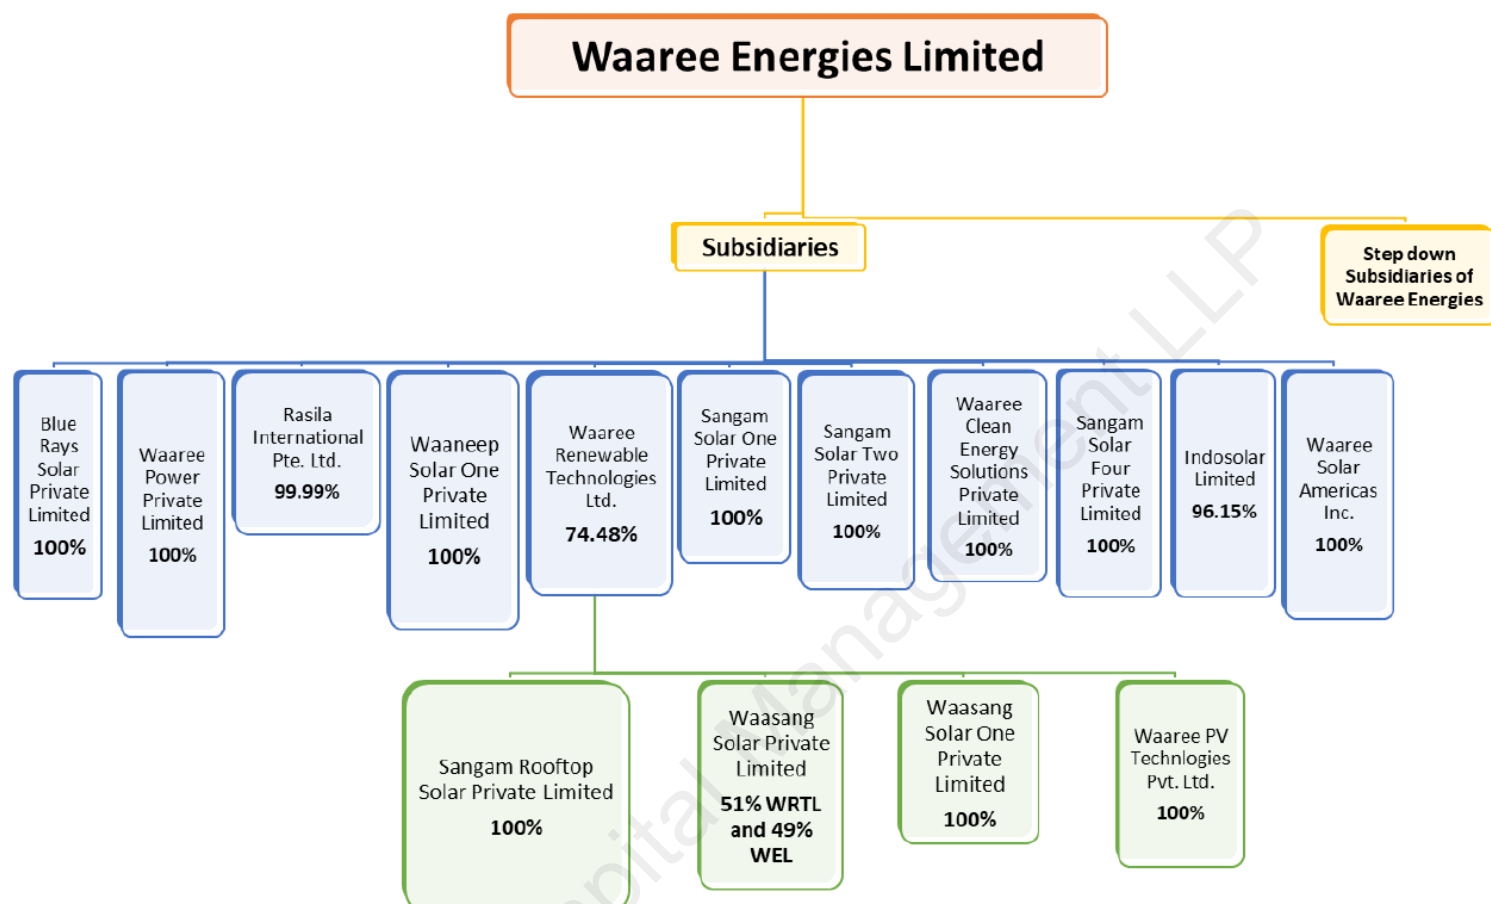 Waaree Energies Limited
Subsidiaries
Step down
Subsidiaries of
Waaree Energies
Blue
Rays
Solar
Private
Limited
100%
Waaree
Power
Private
Limited
100%
Rasila
International
Pte. Ltd.
99.99%
Waaneep
Solar One
Private
Limited
100%
Waaree
Renewable
Technologies
Ltd.
74.48%
Sangam
Solar One
Private
Limited
100%
Sangam
Solar Two
Private
Limited
100%
Waaree
Clean
Energy
Solutions
Private
Limited
100%
Sangam
Solar
Four
Private
Limited
100%
Indosolar
Limited
96.15%
Waaree
Solar
Americas
Inc.
100%
Sangam Rooftop
Solar Private Limited
100%
Waasang
Solar Private
Limited
51% WRTL
and 49%
WEL
Waasang
Solar One
Private
Limited
100%
Waaree PV
Technlogies
Pvt. Ltd.
100%
pital Management LLP